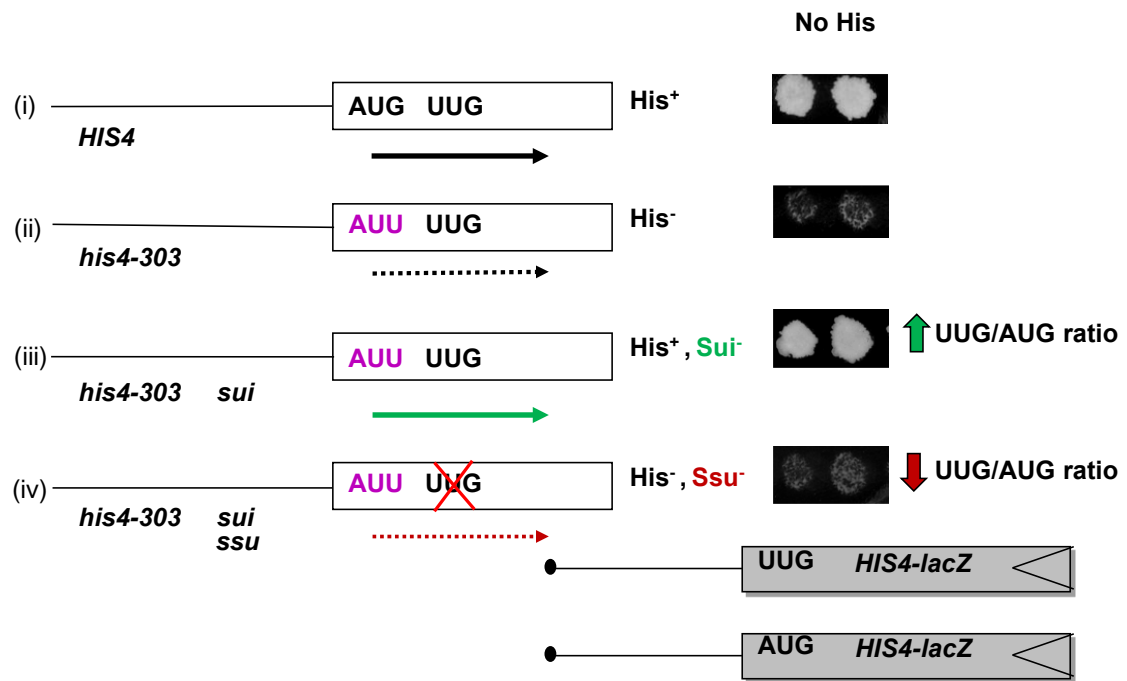 No His
(i) AUG UUG His+
HIS4
(ii) AUU UUG His-
his4-303
(iii) AUU UUG His+ , Sui- UUG/AUG ratio
his4-303 sui
(iv) AUU UUG His- , Ssu- UUG/AUG ratio
his4-303 sui
ssu
UUG HIS4-lacZ
AUG HIS4-lacZ